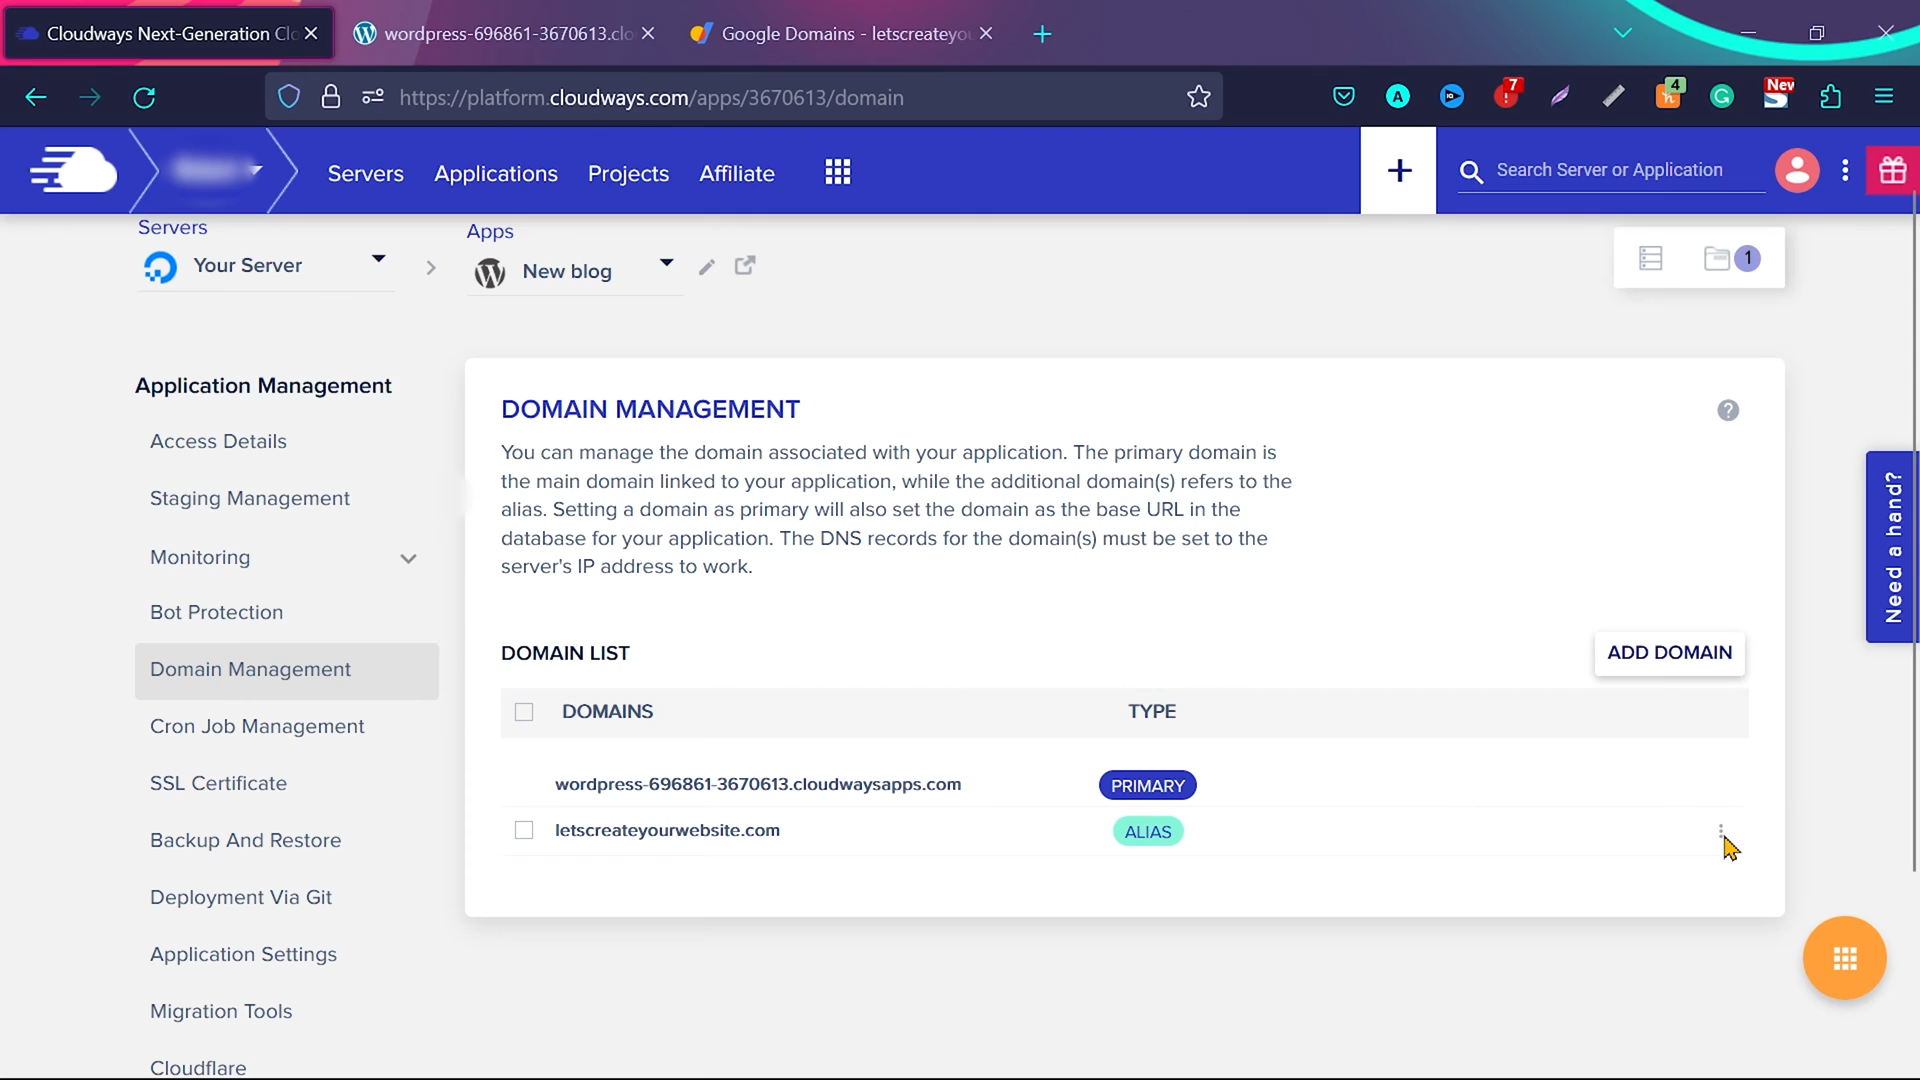 Cloudways Next-Generation Clo
wordpress-696861-3670613.clo
Google Domains - letscreateyou
https://platform.cloudways.com/apps/3670613/domain
A
7
4
New
Servers
Applications
Projects
Affiliate
Search Server or Application
Servers
Your Server
Apps
New blog
1
Application Management
Access Details
Staging Management
Monitoring
Bot Protection
Domain Management
Cron Job Management
SSL Certificate
Backup And Restore
Deployment Via Git
Application Settings
Migration Tools
Cloudflare
DOMAIN MANAGEMENT
You can manage the domain associated with your application. The primary domain is
the main domain linked to your application, while the additional domain(s) refers to the
alias. Setting a domain as primary will also set the domain as the base URL in the
database for your application. The DNS records for the domain(s) must be set to the
server's IP address to work.
DOMAIN LIST
ADD DOMAIN
DOMAINS
TYPE
wordpress-696861-3670613.cloudwaysapps.com
PRIMARY
letscreateyourwebsite.com
ALIAS
Need a hand?